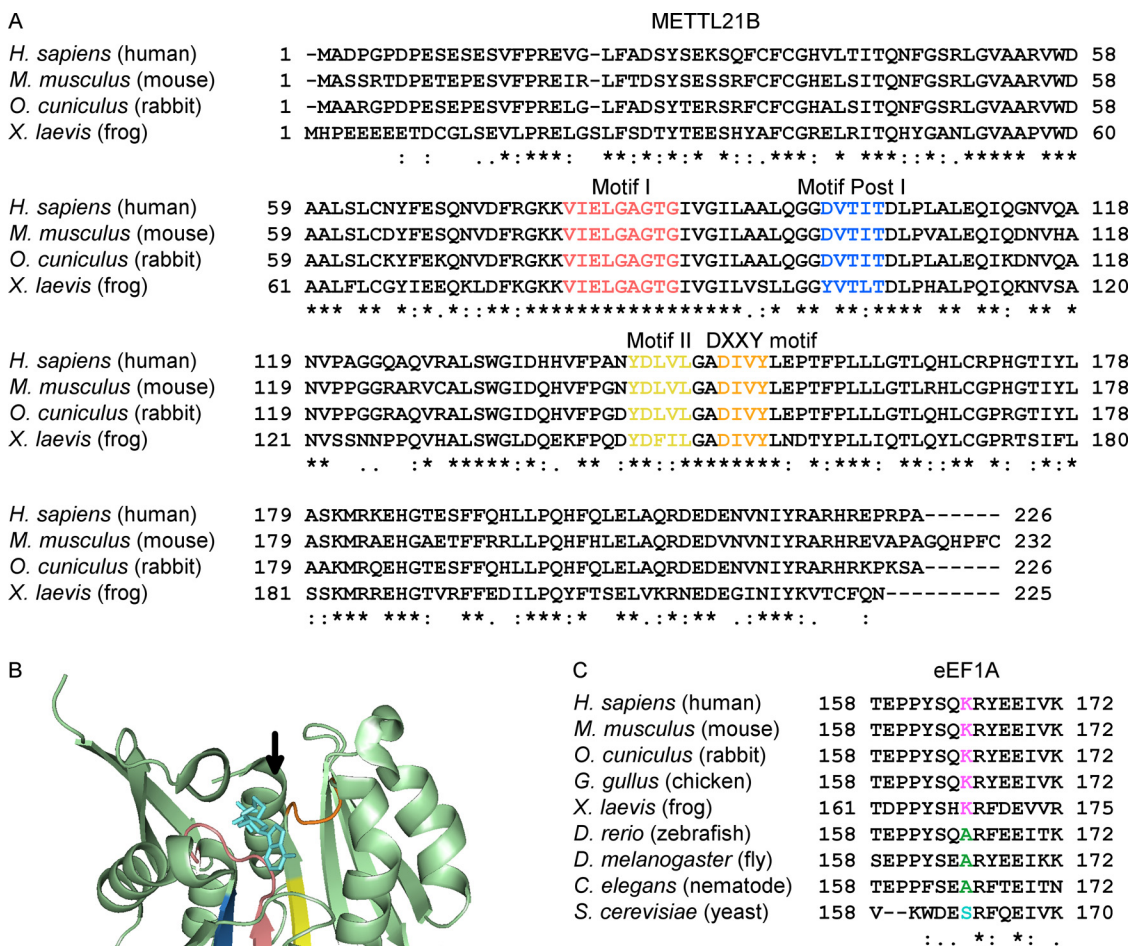 A METTL21B
H. sapiens (human) 1 -MADPGPDPESESESVFPREVG-LFADSYSEKSQFCFCGHVLTITQNFGSRLGVAARVWD 58
M. musculus (mouse) 1 -MASSRTDPETEPESVFPREIR-LFTDSYSESSRFCFCGHELSITQNFGSRLGVAARVWD 58
O. cuniculus (rabbit) 1 -MAARGPDPESEPESVFPRELG-LFADSYTERSRFCFCGHALSITQNFGSRLGVAARVWD 58
X. laevis (frog) 1 MHPEEEEETDCGLSEVLPRELGSLFSDTYTEESHYAFCGRELRITQHYGANLGVAAPVWD 60
: : ..*:***: **:*:*:* *::.***: * ***::*:.***** ***
Motif I Motif Post I
H. sapiens (human) 59 AALSLCNYFESQNVDFRGKKVIELGAGTGIVGILAALQGGDVTITDLPLALEQIQGNVQA 118
M. musculus (mouse) 59 AALSLCNYFESQNVDFRGKKVIELGAGTGIVGILAALQGGDVTITDLPVALEQIQDNVHA 118
O. cuniculus (rabbit) 59 AALSLCKYFEKQNVDFRGKKVIELGAGTGIVGILAALQGGDVTITDLPLALEQIQKDNVQA 118
X. laevis (frog) 61 AALFLCGYIEEQKLDFKGKKVIELGAGTGIVGILVSLLGGYVTLTDLPHALPQIQKNVSA 120
*** ** *:*.*::**:*****************.:* ** **:**** ** *** ** *
Motif II DXXY motif
H. sapiens (human) 119 NVPAGGQAQVRALSWGIDHHVFPANYDLVLGADIVYLEPTFPLLLGTLQHLCRPHGTIYL 178
M. musculus (mouse) 119 NVPPGGRARVCALSWGIDQHVFPGNYDLVLGADIVYLEPTFPLLLGTLRHLCGPHGTIYL 178
O. cuniculus (rabbit) 119 NVPPGGRAQVRALSWGIDQHVFPGDYDLVLGADIVYLEPTFPLLLGTLQHLCGPRGTIYL 178
X. laevis (frog) 121 NVSSNNPPQVHALSWGLDQEKFPQDYDFILGADIVYLNDTYPLLIQTLQYLCGPRTSIFL 180
** . . :* *****:*:. ** :**::********: *:***: **::** *: :*:*
H. sapiens (human) 179 ASKMRKEHGTESFFQHLLPQHFQLELAQRDEDENVNIYRARHREPRPA------ 226
M. musculus (mouse) 179 ASKMRAEHGAETFFRRLLPQHFHLELAQRDEDVNVNIYRARHREVAPAGQHPFC 232
O. cuniculus (rabbit) 179 AAKMRQEHGTESFFQHLLPQHFQLELAQRDEDENVNIYRARHRKPKSA------ 226
X. laevis (frog) 181 SSKMRREHGTVRFFEDILPQYFTSELVKRNEDEGINIYKVTCFQN--------- 225
::*** ***: **. :***:* **.:*:** .:***:. :
B C
eEF1A
H. sapiens (human) 158 TEPPYSQKRYEEIVK 172
M. musculus (mouse) 158 TEPPYSQKRYEEIVK 172
O. cuniculus (rabbit) 158 TEPPYSQKRYEEIVK 172
G. gullus (chicken) 158 TEPPYSQKRYEEIVK 172
X. laevis (frog) 161 TDPPYSHKRFDEVVR 175
D. rerio (zebrafish) 158 TEPPYSQARFEEITK 172
D. melanogaster (fly) 158 SEPPYSEARYEEIKK 172
C. elegans (nematode) 158 TEPPFSEARFTEITN 172
S. cerevisiae (yeast) 158 V--KWDESRFQEIVK 170
:.. *: *: .